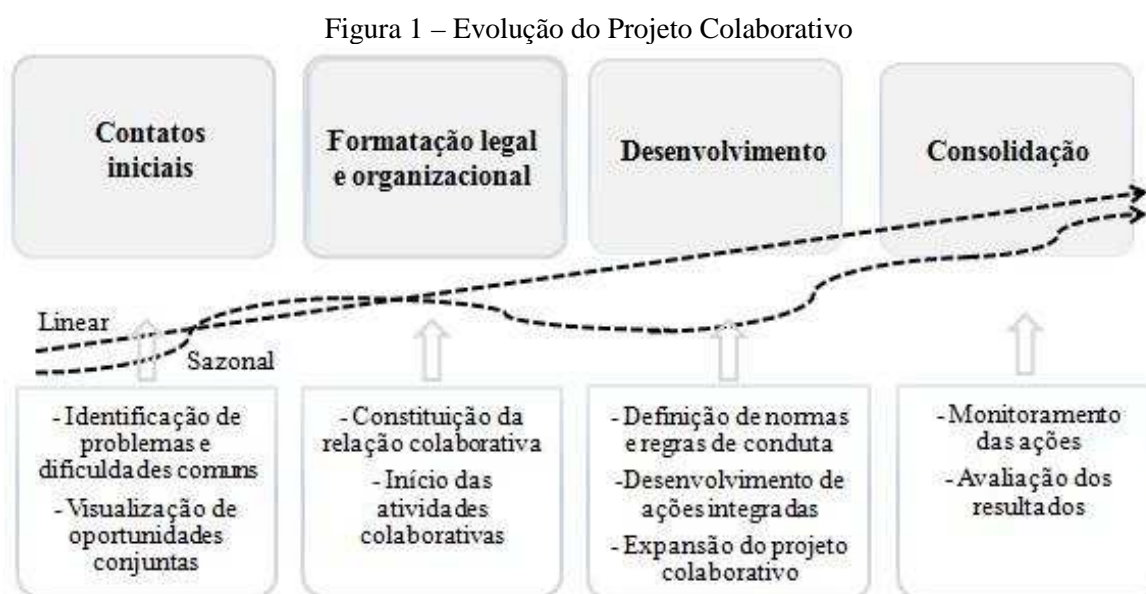 Figura 1 – Evolução do Projeto Colaborativo
Contatos
iniciais
Formatação legal
e organizacional
Desenvolvimento
Consolidação
Linear
Sazonal
- Identificação de
problemas e
dificuldades comuns
- Visualização de
oportunidades
conjuntas
- Constituição da
relação colaborativa
- Início das
atividades
colaborativas
- Definição de normas
e regras de conduta
- Desenvolvimento de
ações integradas
- Expansão do projeto
colaborativo
- Monitoramento
das ações
- Avaliação dos
resultados